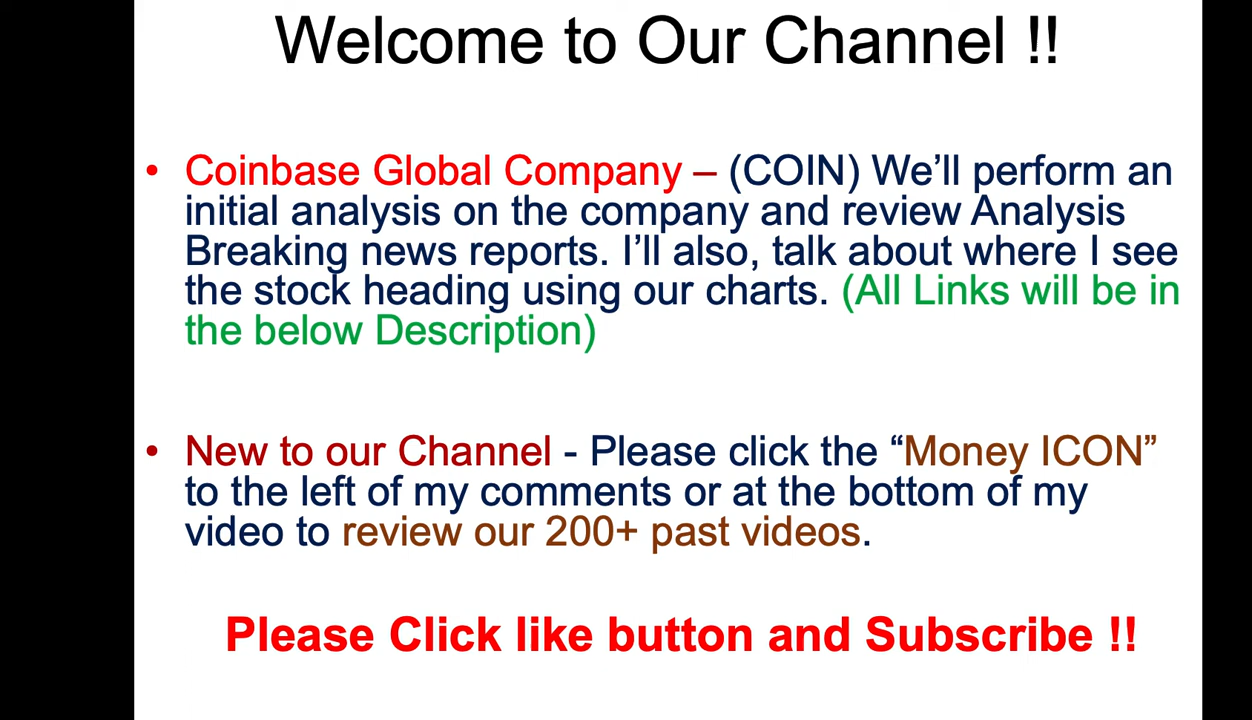 Welcome to Our Channel !!
• Coinbase Global Company – (COIN) We’ll perform an
initial analysis on the company and review Analysis
Breaking news reports. I’ll also, talk about where I see
the stock heading using our charts. (All Links will be in
the below Description)
• New to our Channel - Please click the “Money ICON”
to the left of my comments or at the bottom of my
video to review our 200+ past videos.
Please Click like button and Subscribe !!